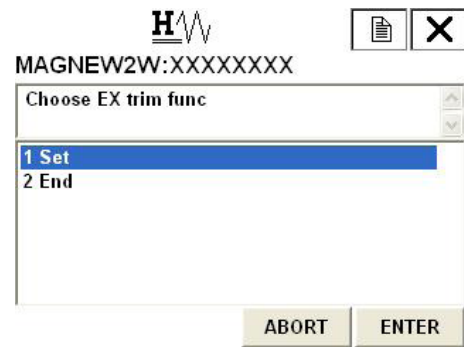 H
MAGNEW2W:XXXXXXXX
Choose EX trim func
1 Set
2 End
ABORT ENTER